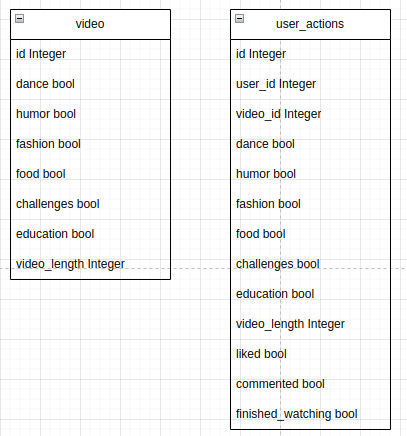 video
id Integer
dance bool
humor bool
fashion bool
food bool
challenges bool
education bool
video_length Integer
user_actions
id Integer
user_id Integer
video_id Integer
dance bool
humor bool
fashion bool
food bool
challenges bool
education bool
video_length Integer
liked bool
commented bool
finished_watching bool